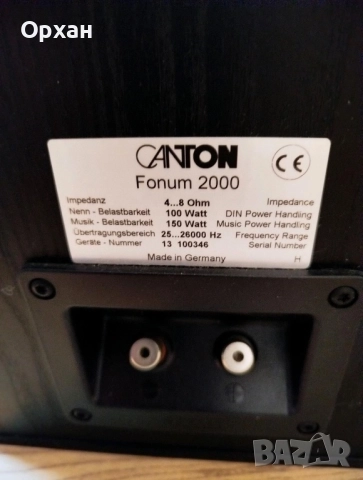 Орхан
CANTON
CE
Fonum 2000
Impedanz 4...8 Ohm Impedance
Nenn - Belastbarkeit 100 Watt DIN Power Handling
Musik - Belastbarkeit 150 Watt Music Power Handling
Übertragungsbereich 25...26000 Hz Frequency Range
Geräte - Nummer 13 100346 Serial Number
Made in Germany H
BAZAR